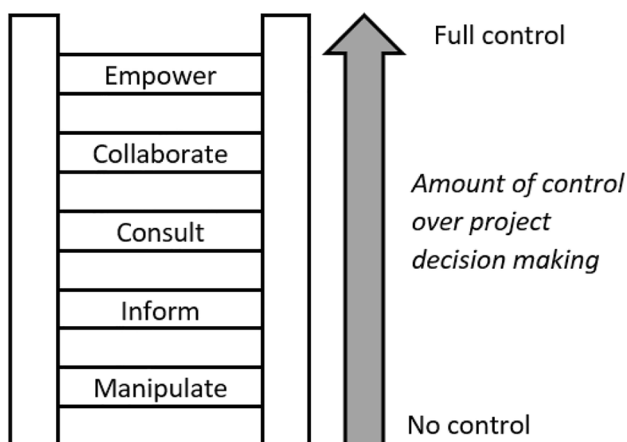 Full control
Empower
Collaborate
Amount of control
over project
decision making
Consult
Inform
Manipulate
No control